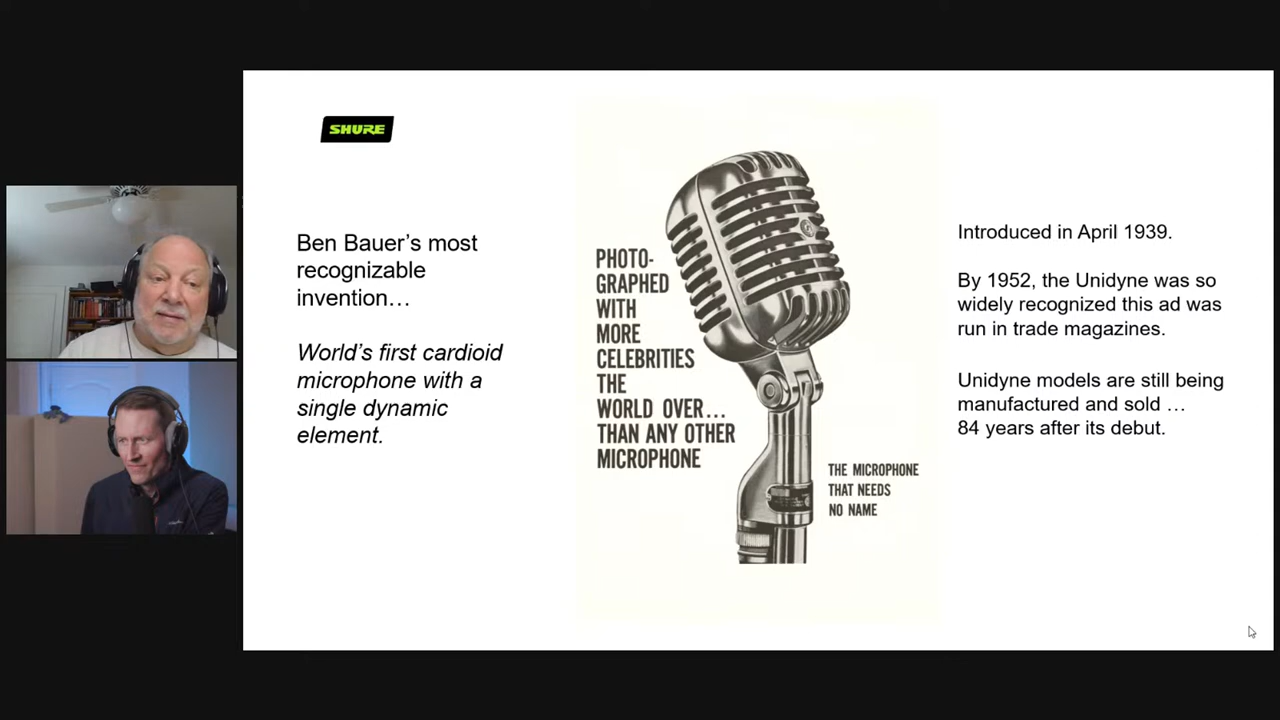 SHURE
Ben Bauer’s most
recognizable
invention…
World’s first cardioid
microphone with a
single dynamic
element.
PHOTO-
GRAPHED
WITH
MORE
CELEBRITIES
THE
WORLD OVER…
THAN ANY OTHER
MICROPHONE
THE MICROPHONE
THAT NEEDS
NO NAME
Introduced in April 1939.
By 1952, the Unidyne was so
widely recognized this ad was
run in trade magazines.
Unidyne models are still being
manufactured and sold …
84 years after its debut.